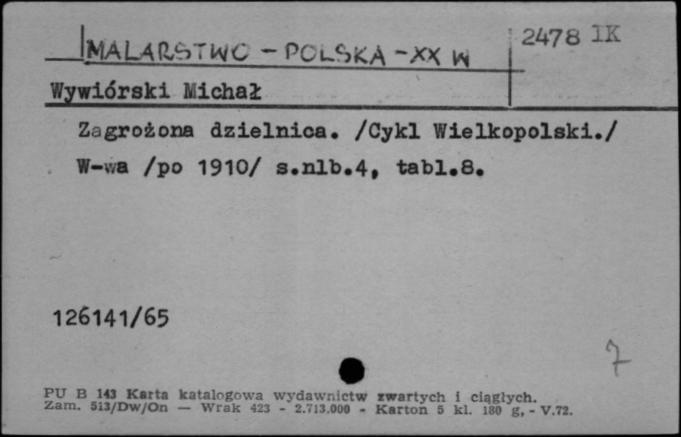 MALARSTWO - POLSKA - XX W
2478 IK
Wywiórski Michał
Zagrożona dzielnica. /Cykl Wielkopolski./
W-wa /po 1910/ s.nlb.4, tabl.8.
126141/65
7
PU B 143 Karta katalogowa wydawnictw zwartych i ciągłych.
Zam. 513/Dw/On — Wrak 423 - 2.713.000 - Karton 5 kl. 180 g, - V.72.